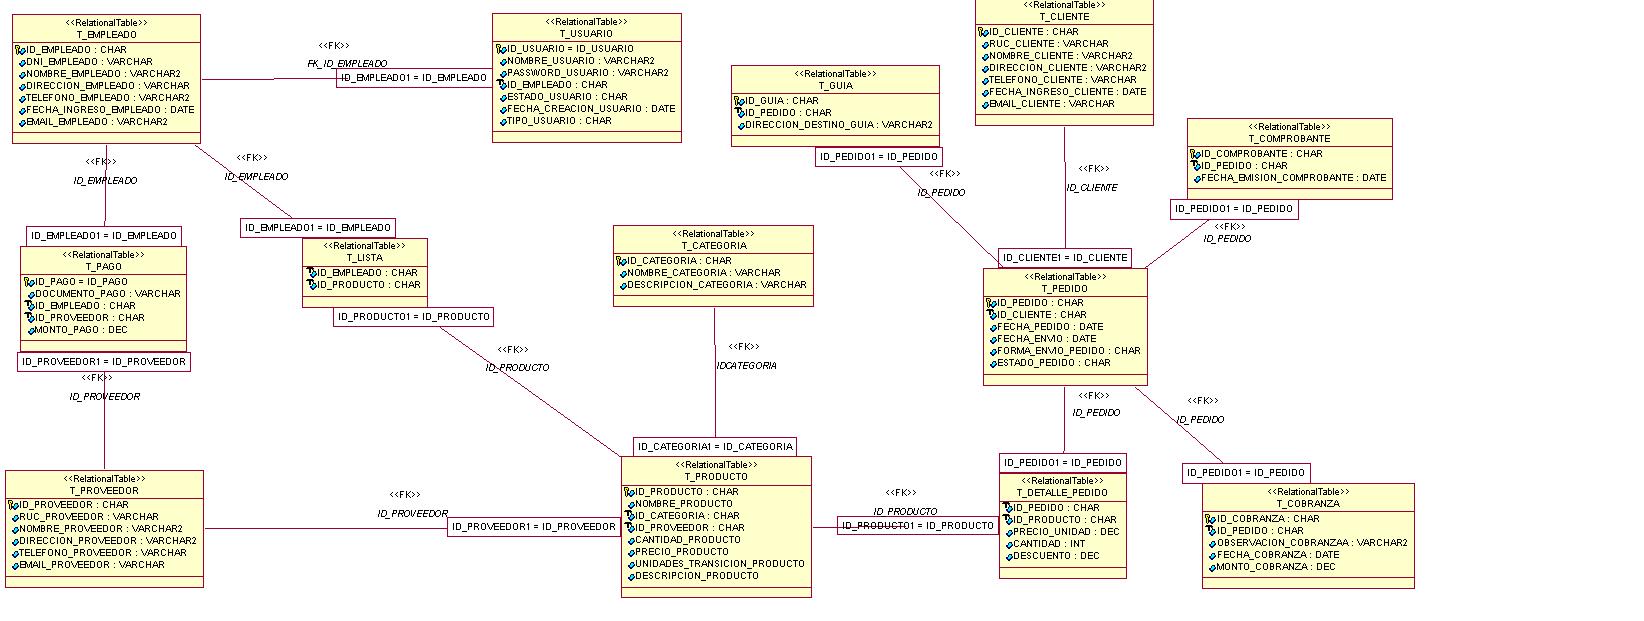 <<RelationalTable>>
T_EMPLEADO
ID_EMPLEADO : CHAR
DNI_EMPLEADO : VARCHAR
NOMBRE_EMPLEADO : VARCHAR2
DIRECCION_EMPLEADO : VARCHAR
TELEFONO_EMPLEADO : VARCHAR2
FECHA_INGRESO_EMPLEADO : DATE
EMAIL_EMPLEADO : VARCHAR2
<<FK>>
FK_ID_EMPLEADO
ID_EMPLEADO1 = ID_EMPLEADO
<<RelationalTable>>
T_USUARIO
ID_USUARIO = ID_USUARIO
NOMBRE_USUARIO : VARCHAR2
PASSWORD_USUARIO : VARCHAR2
ID_EMPLEADO : CHAR
ESTADO_USUARIO : CHAR
FECHA_CREACION_USUARIO : DATE
TIPO_USUARIO : CHAR
<<RelationalTable>>
T_GUIA
ID_GUIA : CHAR
ID_PEDIDO : CHAR
DIRECCION_DESTINO_GUIA : VARCHAR2
ID_PEDIDO1 = ID_PEDIDO
<<FK>>
ID_PEDIDO
<<RelationalTable>>
T_CLIENTE
ID_CLIENTE : CHAR
RUC_CLIENTE : VARCHAR
NOMBRE_CLIENTE : VARCHAR2
DIRECCION_CLIENTE : VARCHAR2
TELEFONO_CLIENTE : VARCHAR
FECHA_INGRESO_CLIENTE : DATE
EMAIL_CLIENTE : VARCHAR
<<FK>>
ID_CLIENTE
<<RelationalTable>>
T_COMPROBANTE
ID_COMPROBANTE : CHAR
ID_PEDIDO : CHAR
FECHA_EMISION_COMPROBANTE : DATE
ID_PEDIDO1 = ID_PEDIDO
<<FK>>
ID_PEDIDO
<<FK>>
ID_EMPLEADO
<<FK>>
ID_EMPLEADO
ID_EMPLEADO1 = ID_EMPLEADO
<<RelationalTable>>
T_PAGO
ID_PAGO = ID_PAGO
DOCUMENTO_PAGO : VARCHAR
ID_EMPLEADO : CHAR
ID_PROVEEDOR : CHAR
MONTO_PAGO : DEC
ID_PROVEEDOR1 = ID_PROVEEDOR
<<FK>>
ID_PROVEEDOR
ID_EMPLEADO1 = ID_EMPLEADO
<<RelationalTable>>
T_LISTA
ID_EMPLEADO : CHAR
ID_PRODUCTO : CHAR
ID_PRODUCTO1 = ID_PRODUCTO
<<FK>>
ID_PRODUCTO
<<RelationalTable>>
T_CATEGORIA
ID_CATEGORIA : CHAR
NOMBRE_CATEGORIA : VARCHAR
DESCRIPCION_CATEGORIA : VARCHAR
<<FK>>
IDCATEGORIA
ID_CLIENTE1 = ID_CLIENTE
<<RelationalTable>>
T_PEDIDO
ID_PEDIDO : CHAR
ID_CLIENTE : CHAR
FECHA_PEDIDO : DATE
FECHA_ENVIO : DATE
FORMA_ENVIO_PEDIDO : CHAR
ESTADO_PEDIDO : CHAR
<<FK>>
ID_PEDIDO
<<FK>>
ID_PEDIDO
<<RelationalTable>>
T_PROVEEDOR
ID_PROVEEDOR : CHAR
RUC_PROVEEDOR : VARCHAR
NOMBRE_PROVEEDOR : VARCHAR2
DIRECCION_PROVEEDOR : VARCHAR2
TELEFONO_PROVEEDOR : VARCHAR
EMAIL_PROVEEDOR : VARCHAR
<<FK>>
ID_PROVEEDOR
ID_PROVEEDOR1 = ID_PROVEEDOR
ID_CATEGORIA1 = ID_CATEGORIA
<<RelationalTable>>
T_PRODUCTO
ID_PRODUCTO : CHAR
NOMBRE_PRODUCTO
ID_CATEGORIA : CHAR
ID_PROVEEDOR : CHAR
CANTIDAD_PRODUCTO
PRECIO_PRODUCTO
UNIDADES_TRANSICION_PRODUCTO
DESCRIPCION_PRODUCTO
<<FK>>
ID_PRODUCTO
ID_PRODUCTO1 = ID_PRODUCTO
ID_PEDIDO1 = ID_PEDIDO
<<RelationalTable>>
T_DETALLE_PEDIDO
ID_PEDIDO : CHAR
ID_PRODUCTO : CHAR
PRECIO_UNIDAD : DEC
CANTIDAD : INT
DESCUENTO : DEC
ID_PEDIDO1 = ID_PEDIDO
<<RelationalTable>>
T_COBRANZA
ID_COBRANZA : CHAR
ID_PEDIDO : CHAR
OBSERVACION_COBRANZAA : VARCHAR2
FECHA_COBRANZA : DATE
MONTO_COBRANZA : DEC